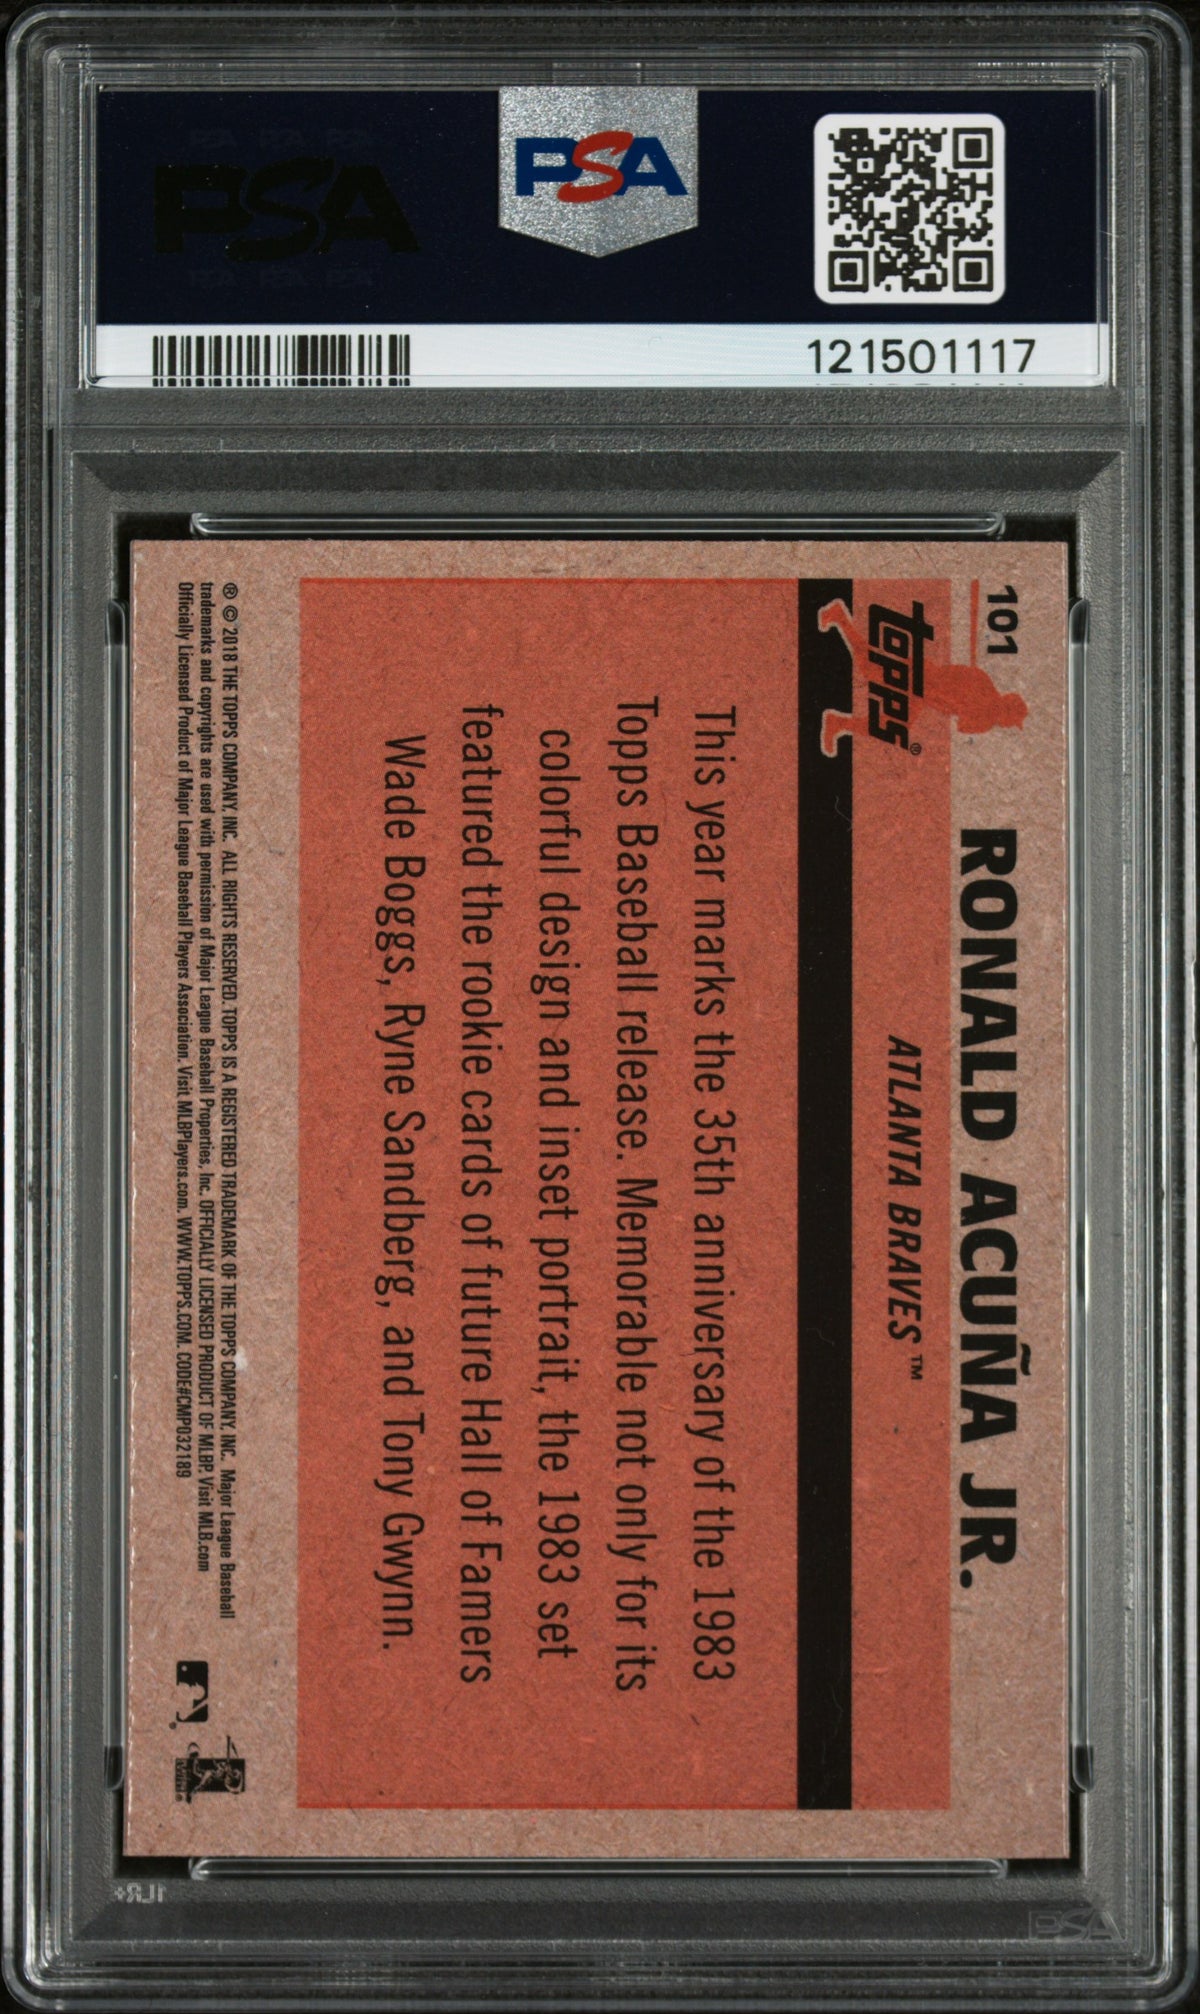 PSA
PSA
121501117
101
topps®
RONALD ACUÑA JR.
ATLANTA BRAVES™
This year marks the 35th anniversary of the 1983
Topps Baseball release. Memorable not only for its
colorful design and inset portrait, the 1983 set
featured the rookie cards of future Hall of Famers
Wade Boggs, Ryne Sandberg, and Tony Gwynn.
® © 2018 THE TOPPS COMPANY, INC. ALL RIGHTS RESERVED. TOPPS IS A REGISTERED TRADEMARK OF THE TOPPS COMPANY, INC. Major League Baseball
trademarks and copyrights are used with permission of Major League Baseball Properties, Inc. OFFICIALLY LICENSED PRODUCT OF MLBP. Visit MLB.com
Officially Licensed Product of Major League Baseball Players Association. Visit MLBPlayers.com. WWW.TOPPS.COM. CODE#CMP032189
1LR+
PSA